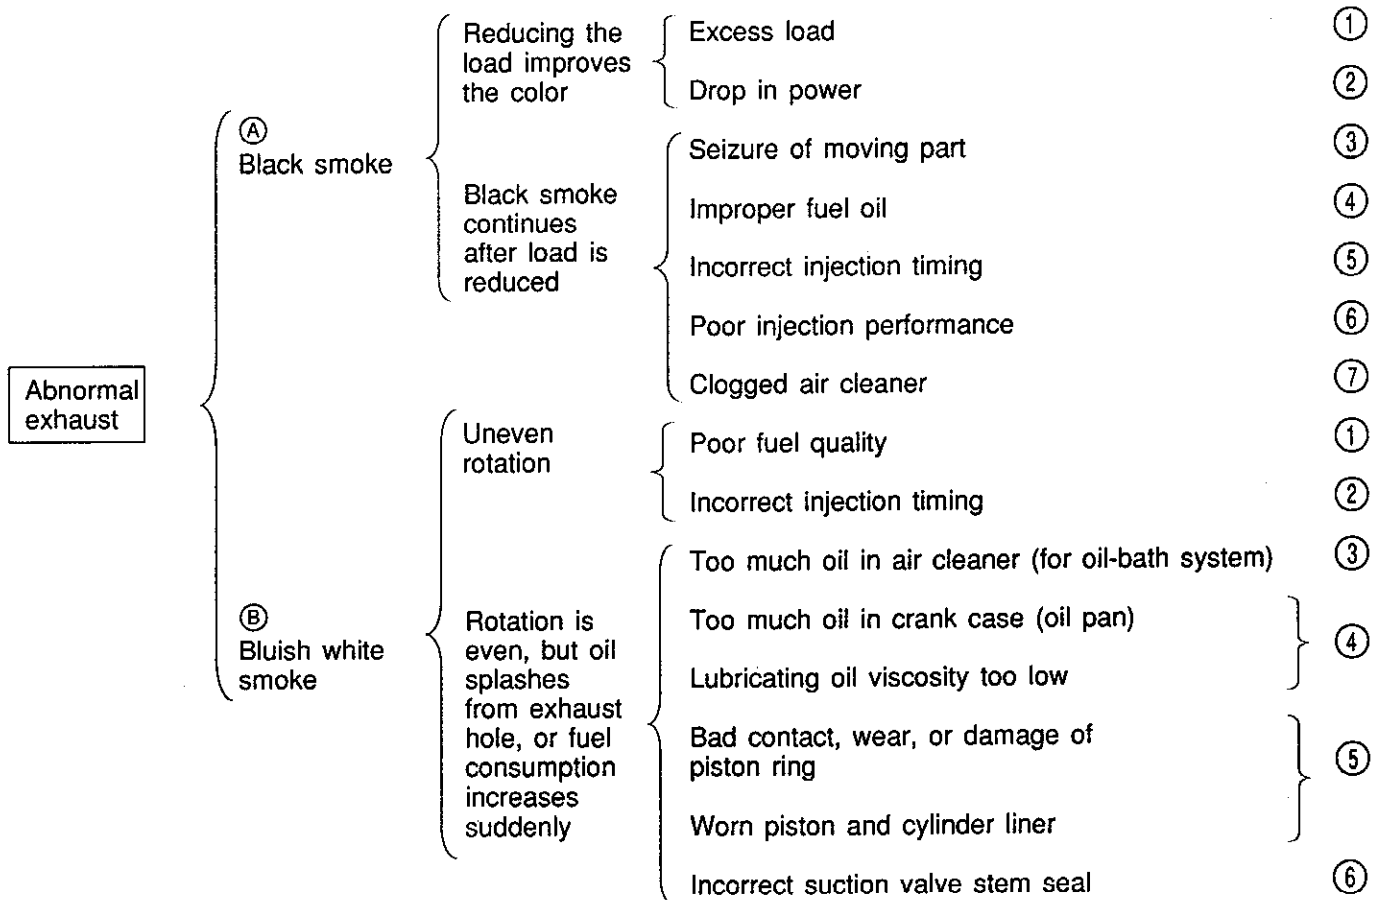 Abnormal
exhaust
Ⓐ
Black smoke
Reducing the
load improves
the color
Excess load ①
Drop in power ②
Black smoke
continues
after load is
reduced
Seizure of moving part ③
Improper fuel oil ④
Incorrect injection timing ⑤
Poor injection performance ⑥
Clogged air cleaner ⑦
Ⓑ
Bluish white
smoke
Uneven
rotation
Poor fuel quality ①
Incorrect injection timing ②
Rotation is
even, but oil
splashes
from exhaust
hole, or fuel
consumption
increases
suddenly
Too much oil in air cleaner (for oil-bath system) ③
Too much oil in crank case (oil pan)
④
Lubricating oil viscosity too low
Bad contact, wear, or damage of
piston ring
⑤
Worn piston and cylinder liner
Incorrect suction valve stem seal ⑥